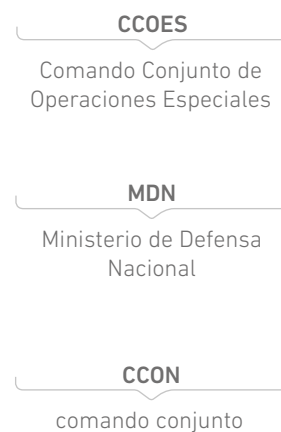 CCOES
Comando Conjunto de
Operaciones Especiales
MDN
Ministerio de Defensa
Nacional
CCON
comando conjunto